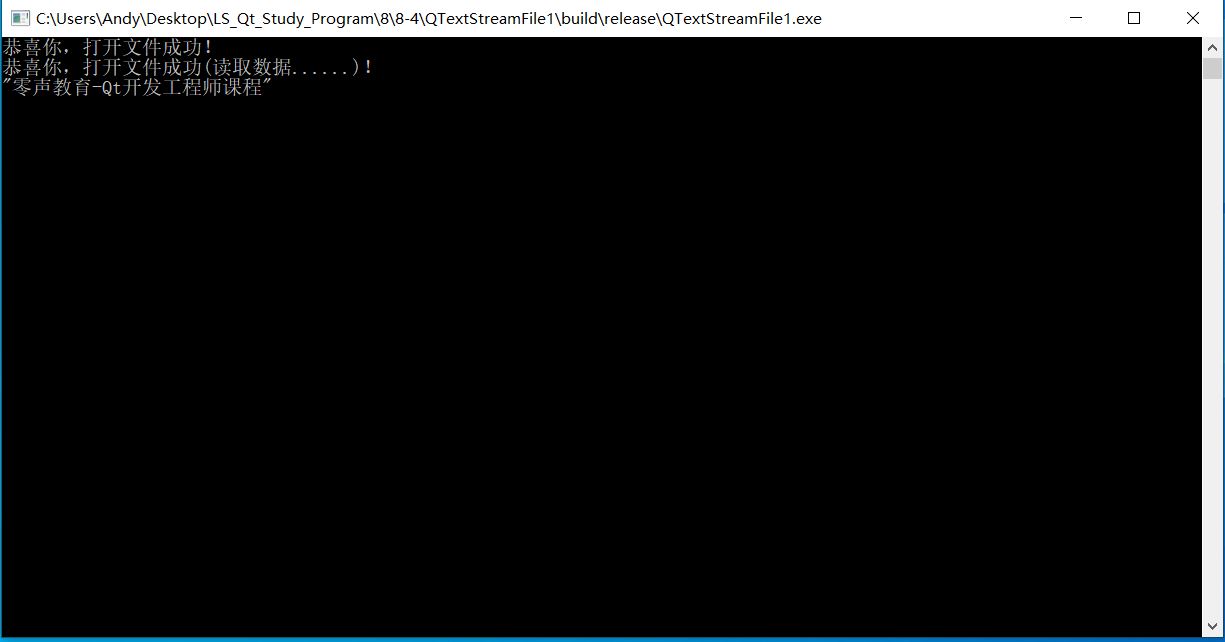 C:\Users\Andy\Desktop\LS_Qt_Study_Program\8\8-4\QTextStreamFile1\build\release\QTextStreamFile1.exe
恭喜你，打开文件成功！
恭喜你，打开文件成功(读取数据......)！
"零声教育-Qt开发工程师课程"